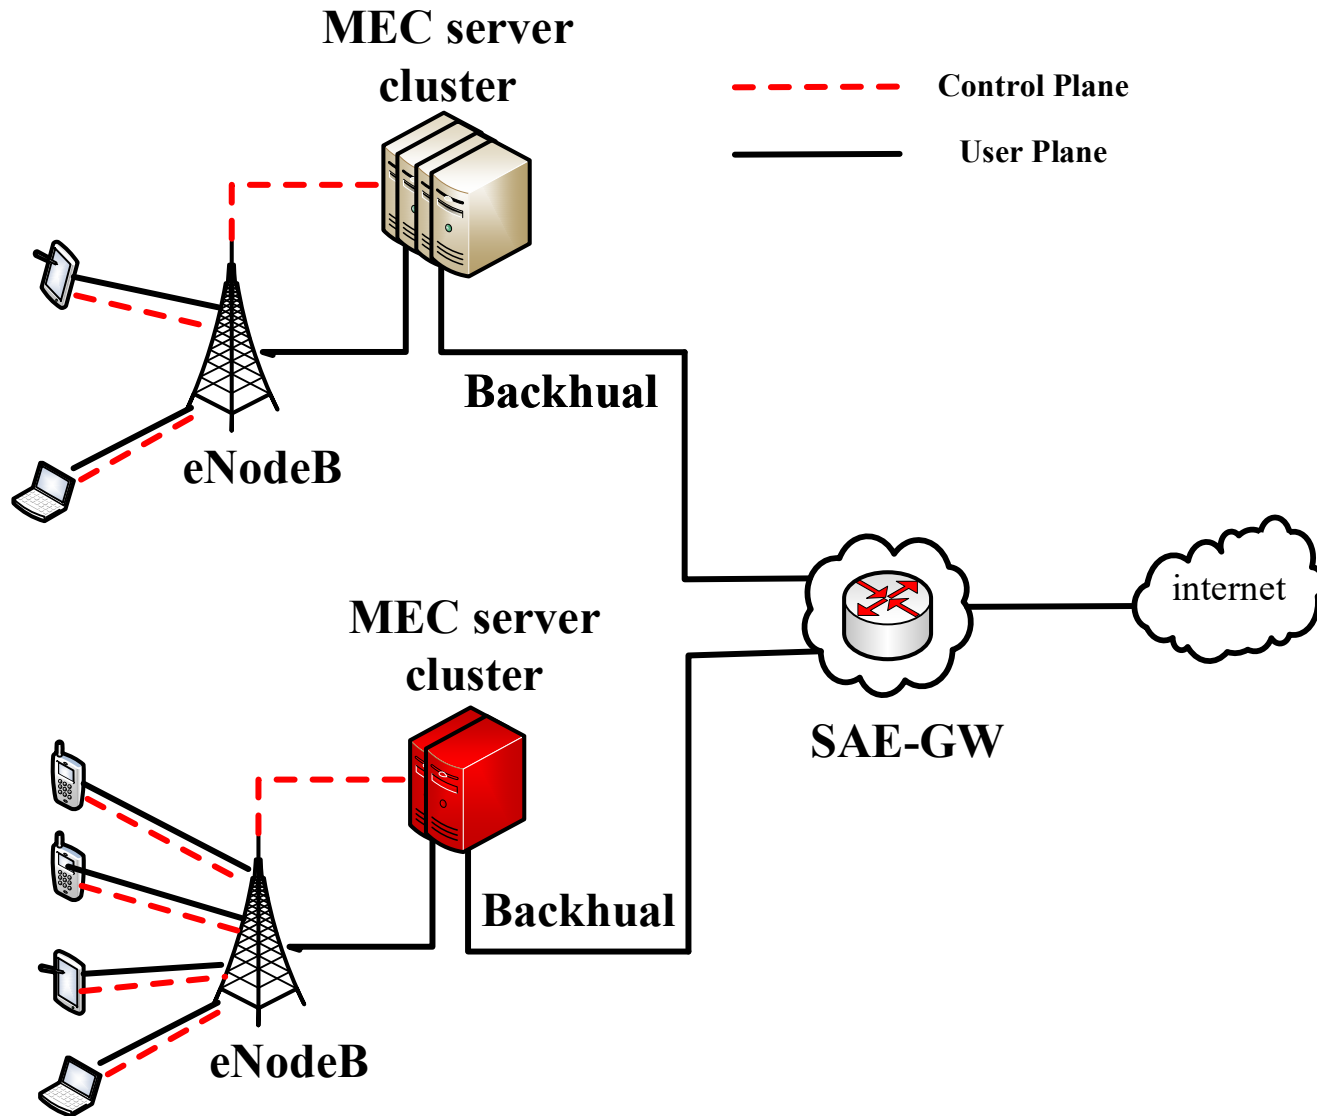 MEC server
cluster
Control Plane
User Plane
Backhual
eNodeB
internet
MEC server
cluster
SAE-GW
Backhual
eNodeB